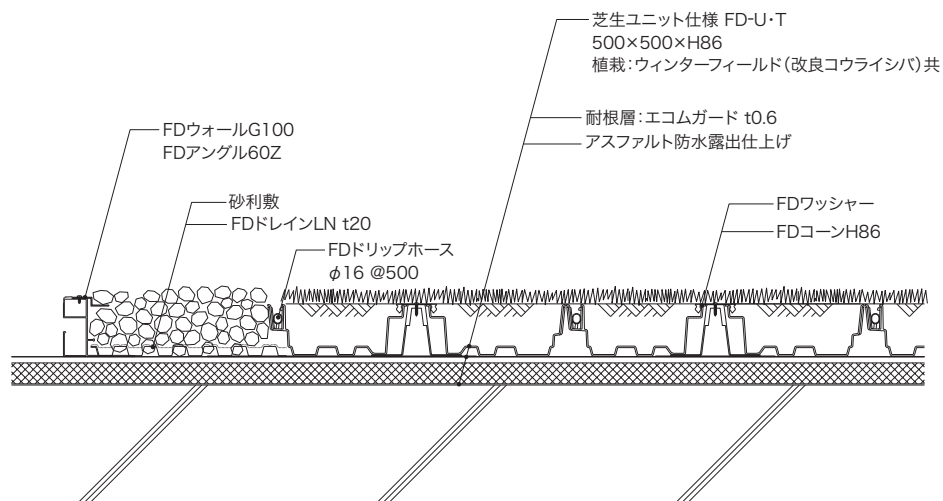 芝生ユニット仕様 FD-U・T
500×500×H86
植栽：ウィンターフィールド（改良コウライシバ）共
耐根層：エコムガード t0.6
アスファルト防水露出仕上げ
FDウォールG100
FDアングル60Z
砂利敷
FDドレインLN t20
FDドリップホース
φ16 @500
FDワッシャー
FDコーンH86